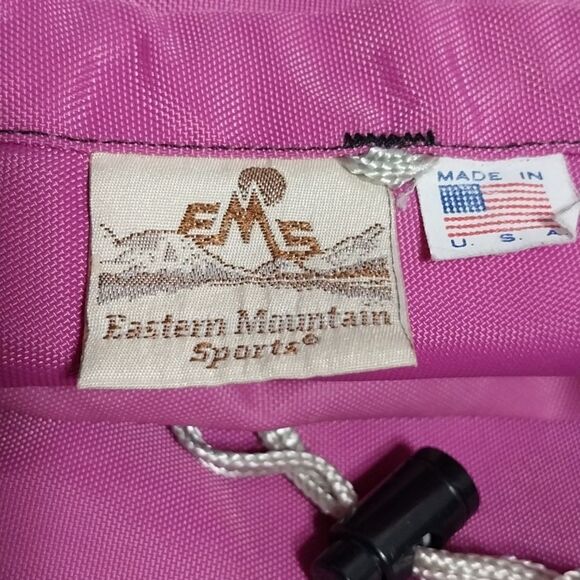 EMS
Eastern Mountain
Sports®
MADE IN
U. S. A